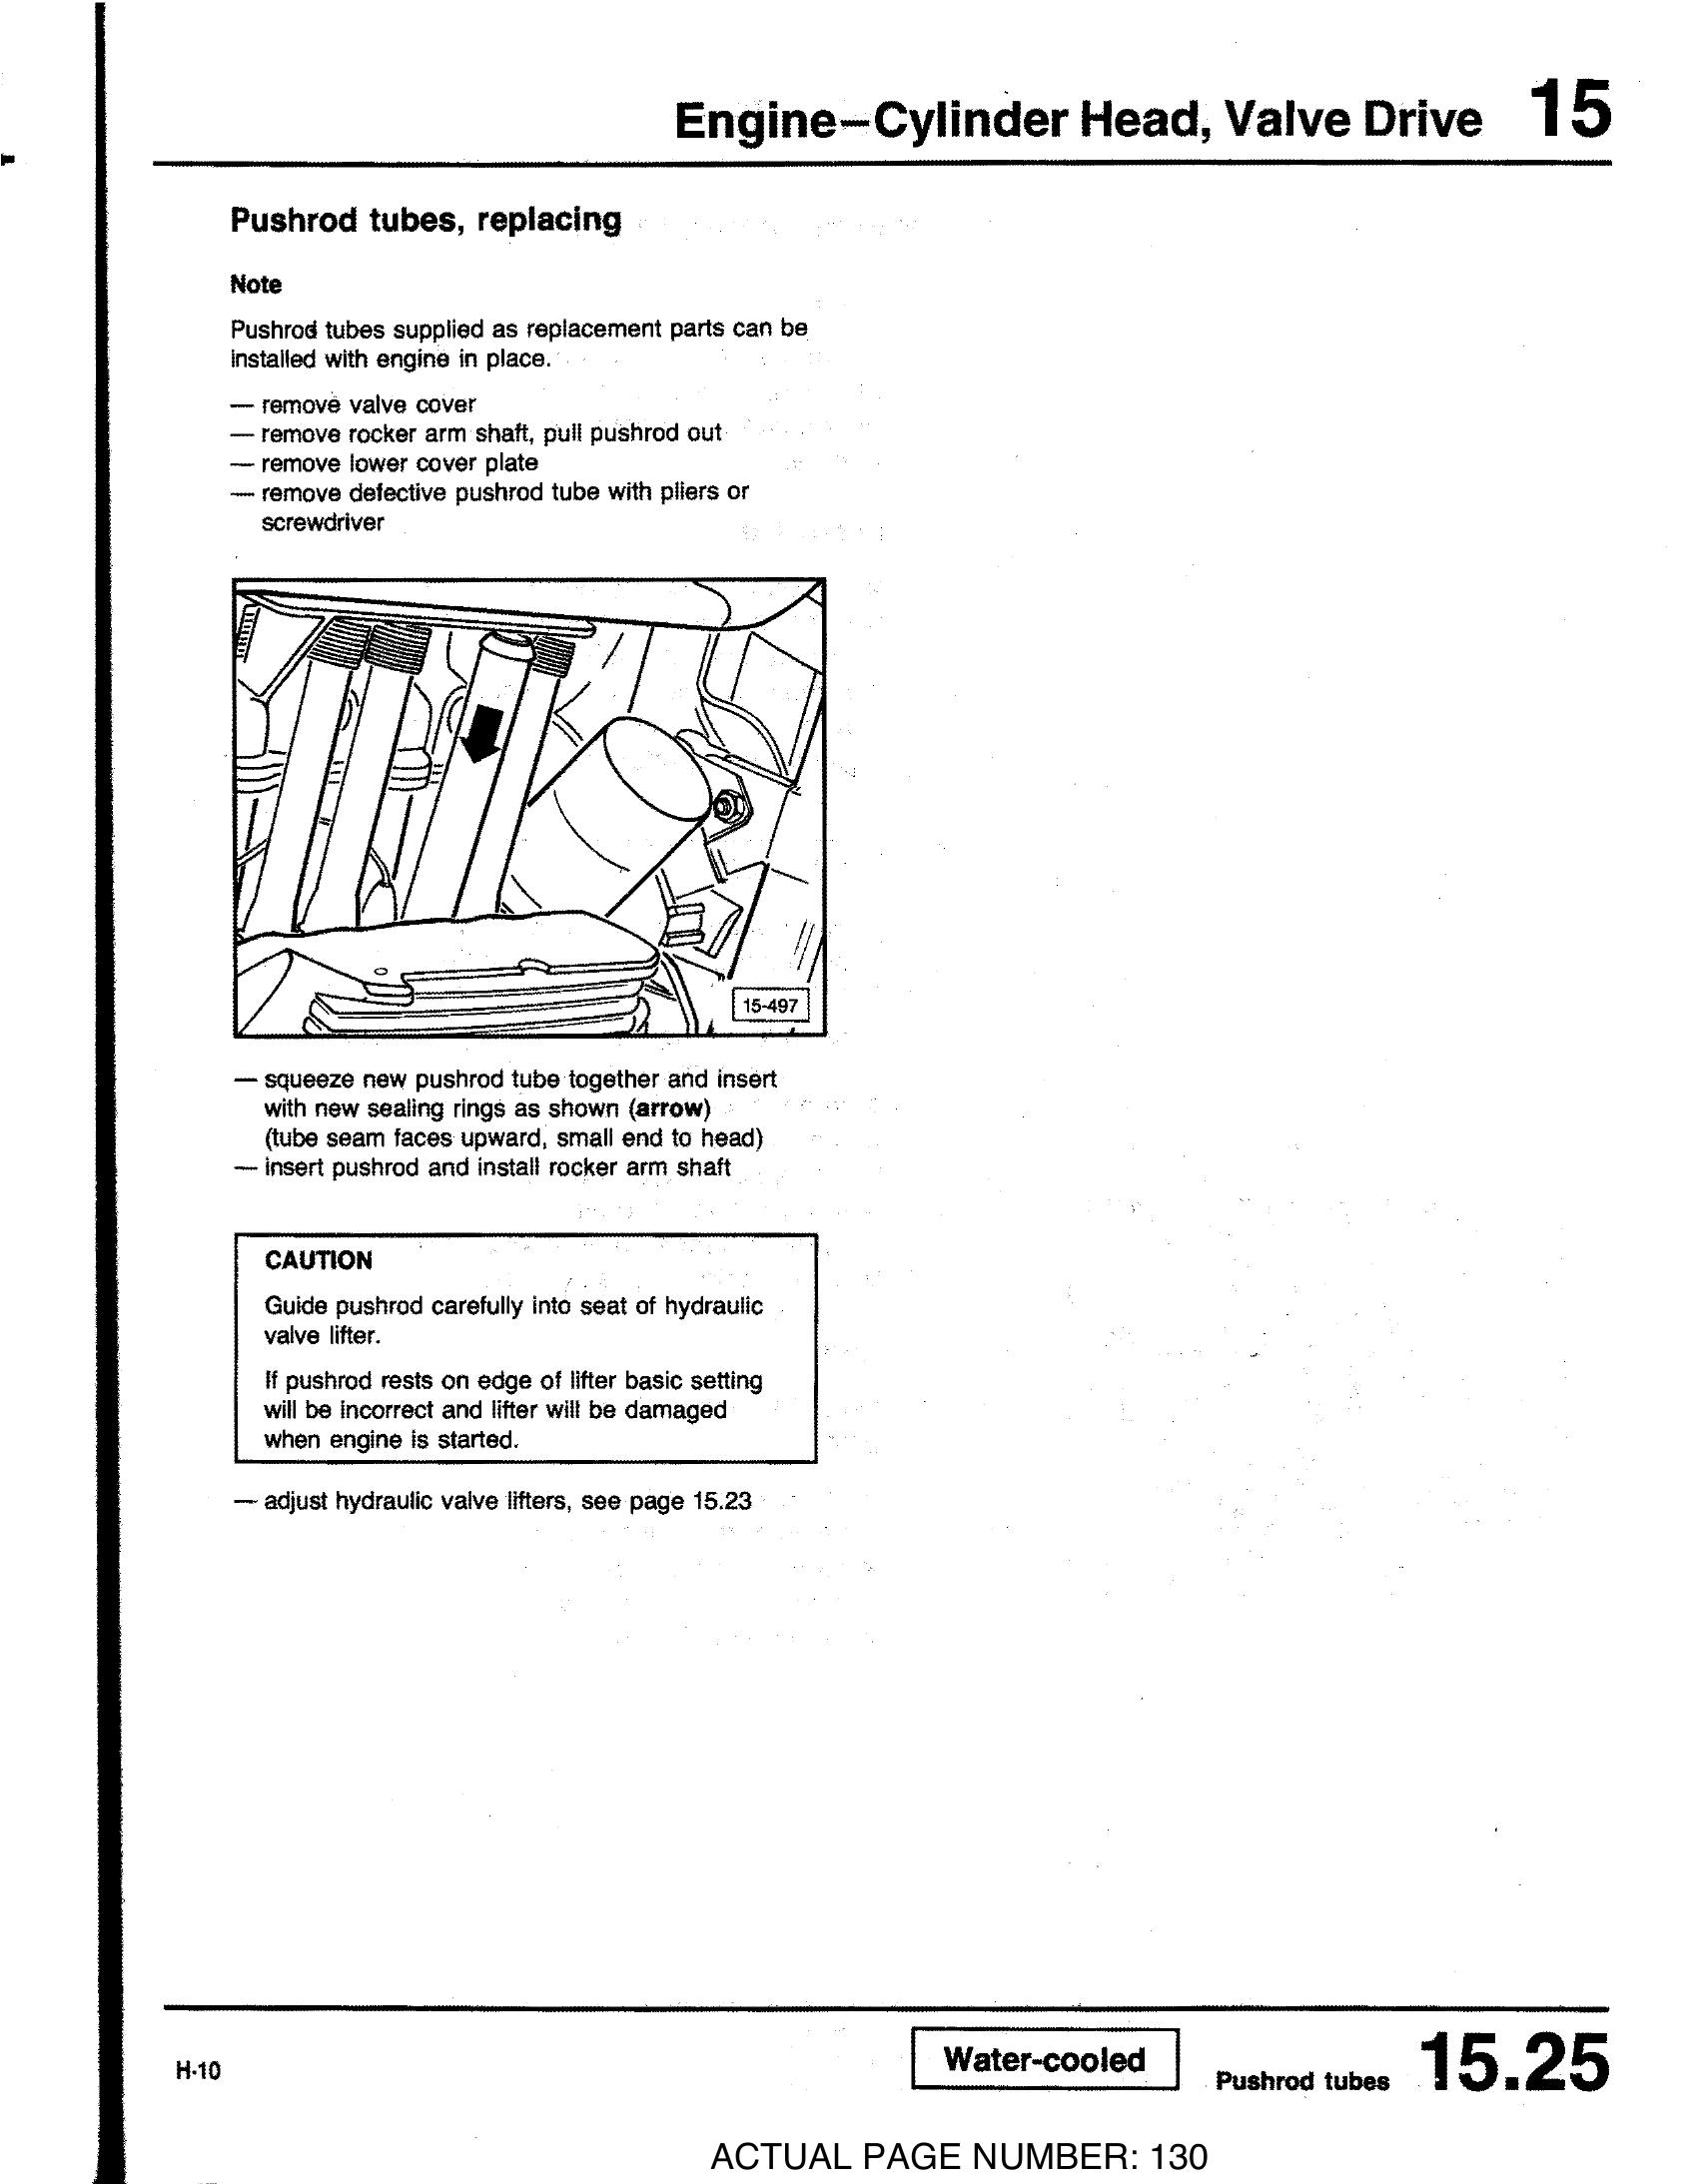 Engine–Cylinder Head, Valve Drive 15
Pushrod tubes, replacing
Note
Pushrod tubes supplied as replacement parts can be
installed with engine in place.
— remove valve cover
— remove rocker arm shaft, pull pushrod out
— remove lower cover plate
— remove defective pushrod tube with pliers or
screwdriver
15-497
— squeeze new pushrod tube together and insert
with new sealing rings as shown (arrow)
(tube seam faces upward, small end to head)
— insert pushrod and install rocker arm shaft
CAUTION
Guide pushrod carefully into seat of hydraulic
valve lifter.
If pushrod rests on edge of lifter basic setting
will be incorrect and lifter will be damaged
when engine is started.
— adjust hydraulic valve lifters, see page 15.23
H-10
Water-cooled
Pushrod tubes 15.25
ACTUAL PAGE NUMBER: 130